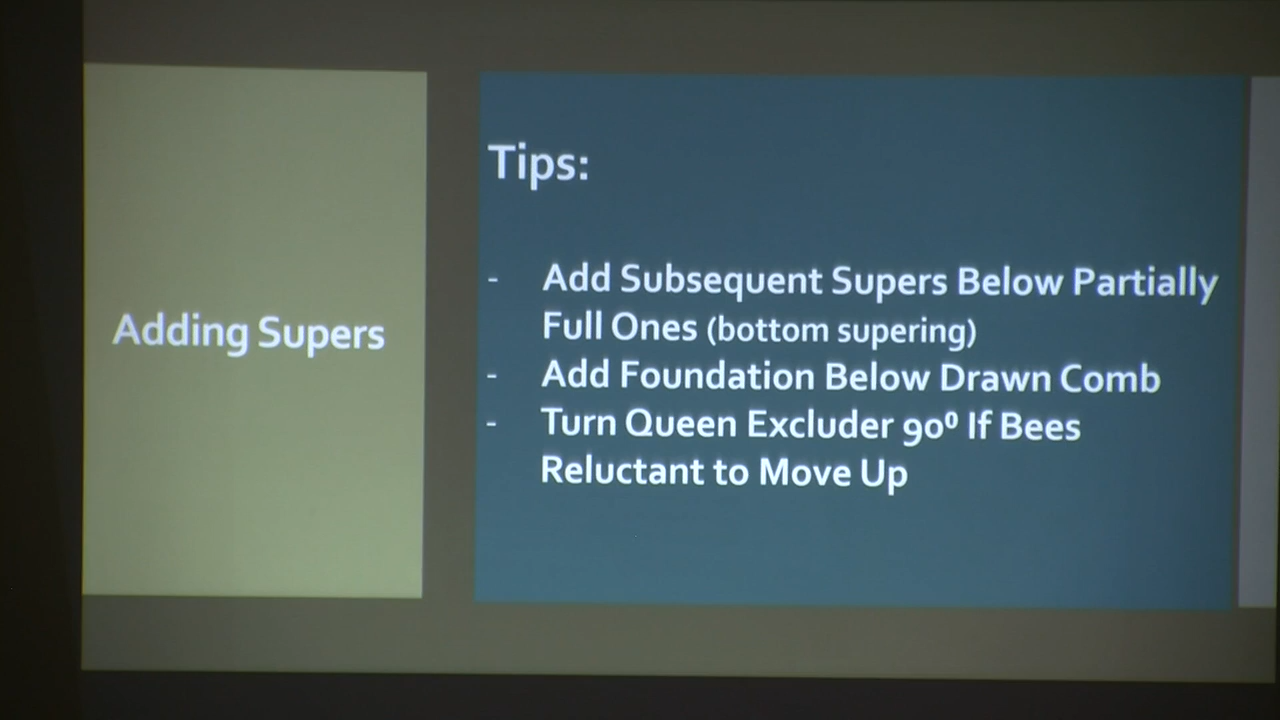 Adding Supers
Tips:
- Add Subsequent Supers Below Partially
Full Ones (bottom supering)
- Add Foundation Below Drawn Comb
- Turn Queen Excluder 90⁰ If Bees
Reluctant to Move Up